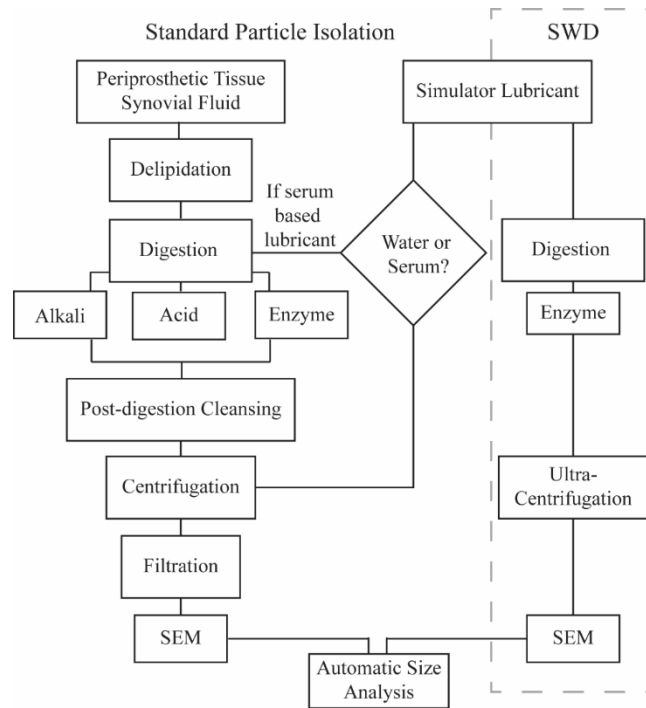 Standard Particle Isolation
SWD
Periprosthetic Tissue
Synovial Fluid
Simulator Lubricant
Delipidation
If serum
based
lubricant
Water or
Serum?
Digestion
Digestion
Alkali
Acid
Enzyme
Enzyme
Post-digestion Cleansing
Centrifugation
Ultra-
Centrifugation
Filtration
SEM
SEM
Automatic Size
Analysis